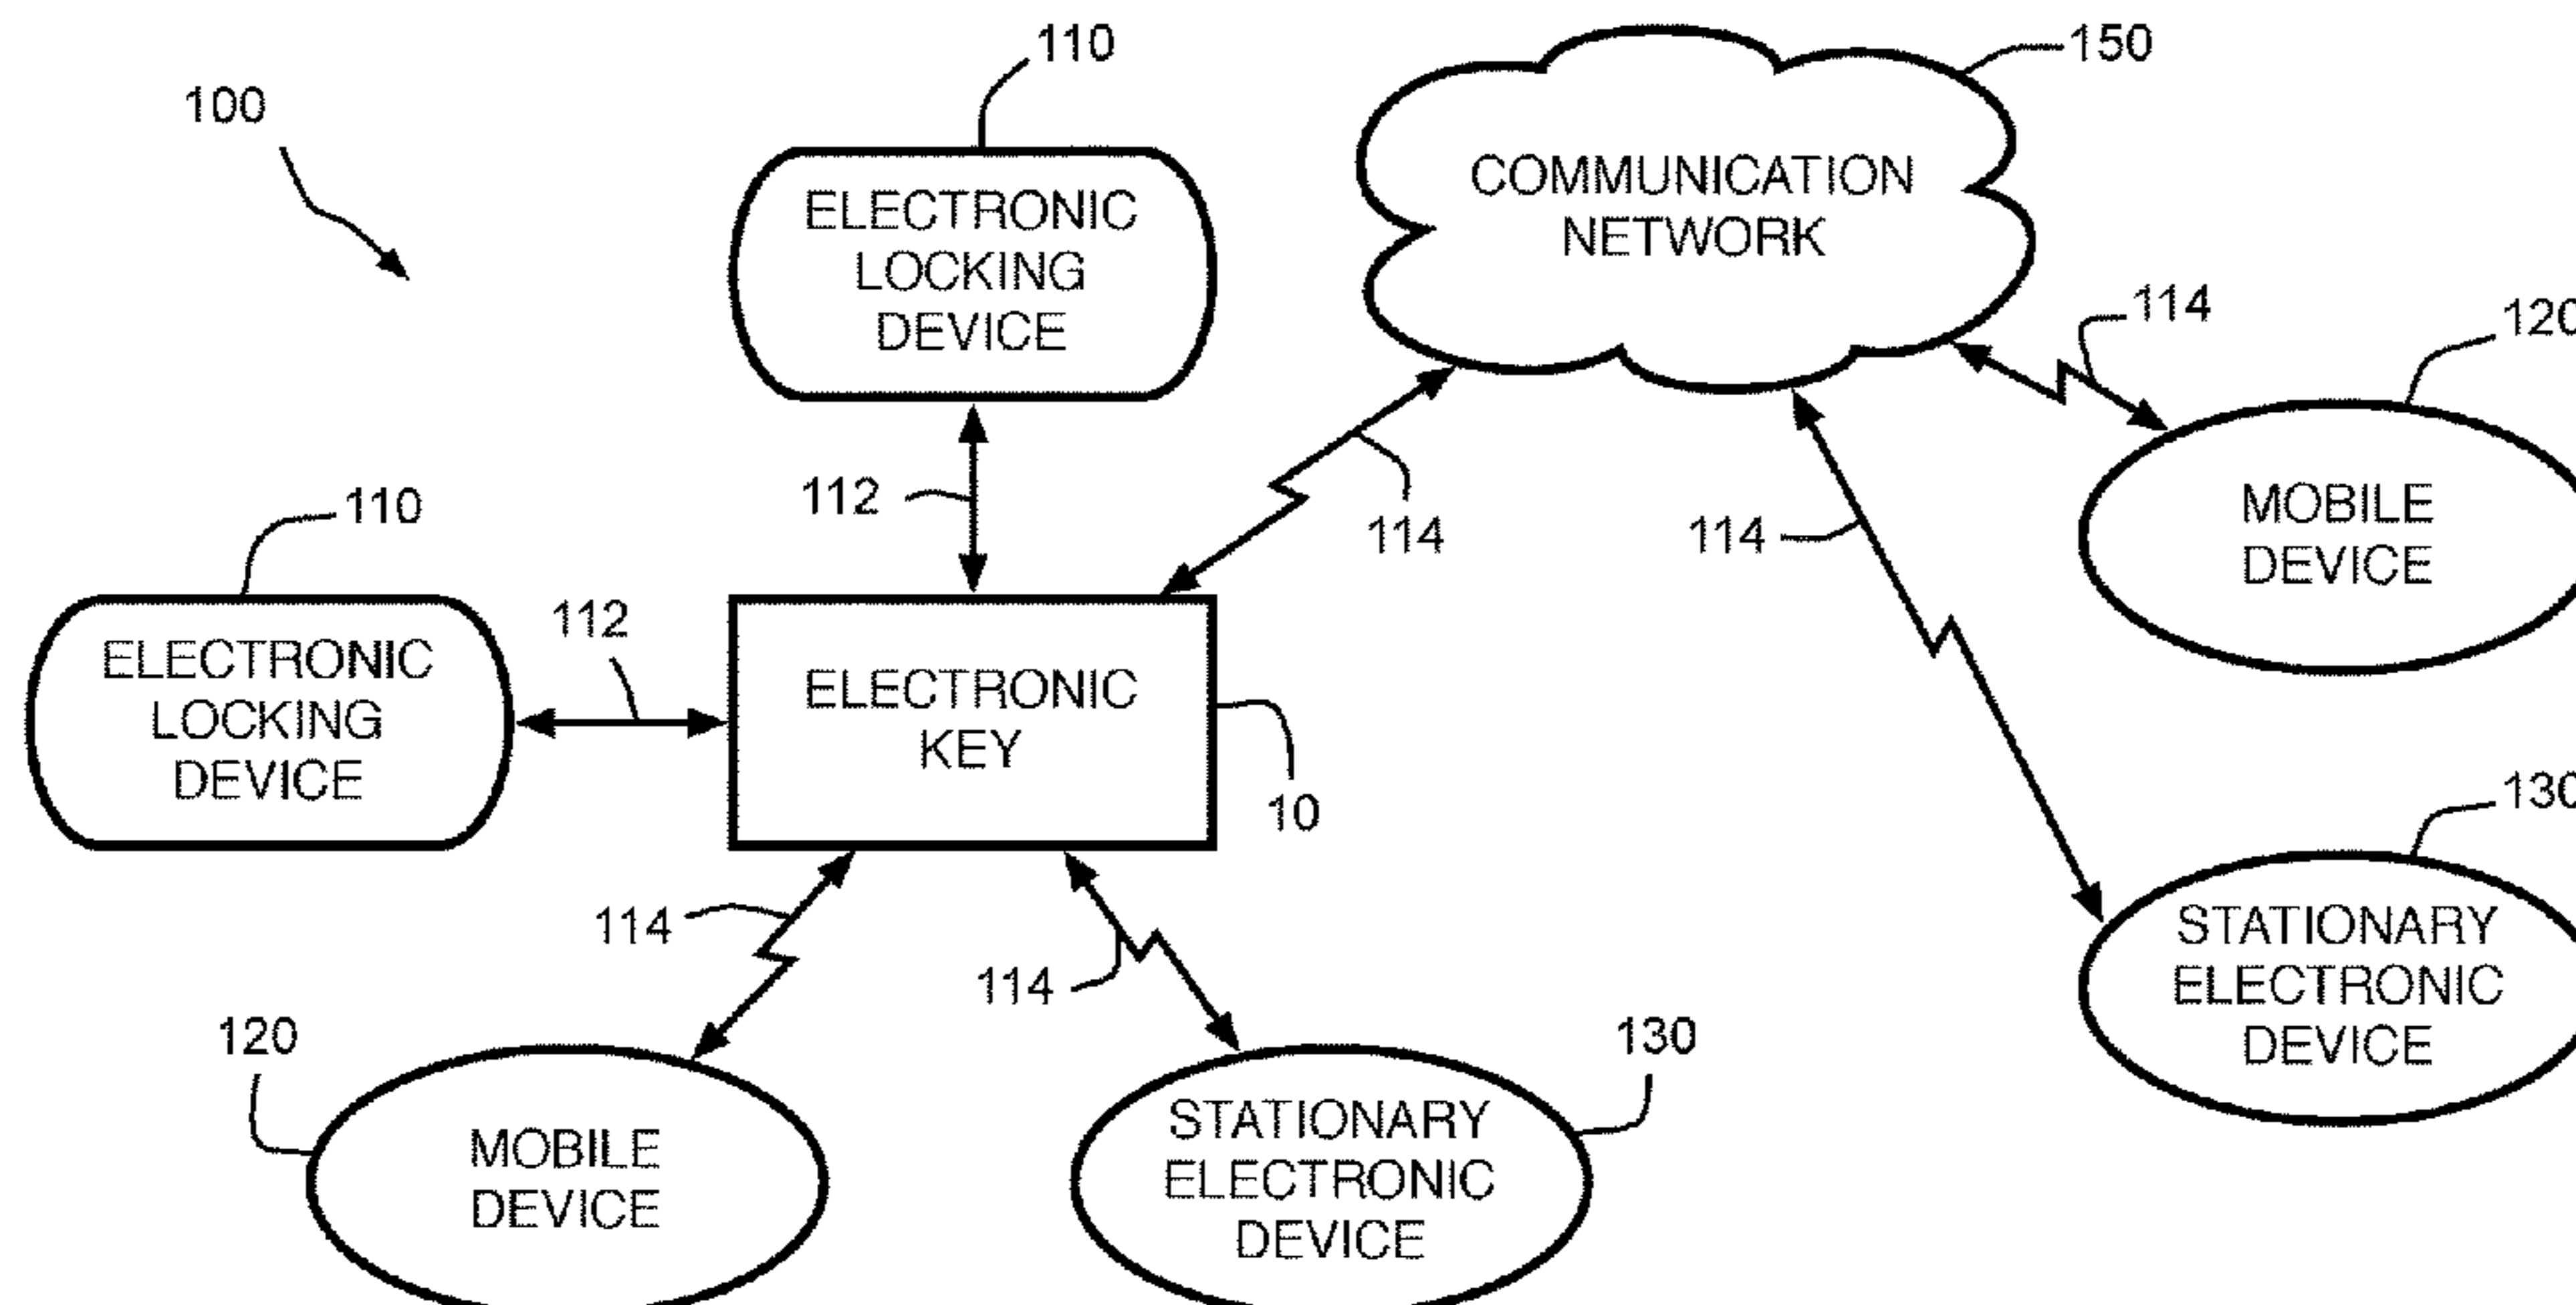 100
110
ELECTRONIC
LOCKING
DEVICE
150
COMMUNICATION
NETWORK
114
120
MOBILE
DEVICE
112
114
114
110
ELECTRONIC
LOCKING
DEVICE
112
ELECTRONIC
KEY
10
130
STATIONARY
ELECTRONIC
DEVICE
114
114
120
MOBILE
DEVICE
130
STATIONARY
ELECTRONIC
DEVICE